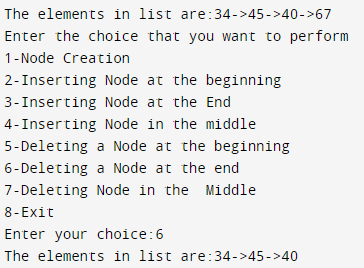 The elements in list are:34->45->40->67
Enter the choice that you want to perform
1-Node Creation
2-Inserting Node at the beginning
3-Inserting Node at the End
4-Inserting Node in the middle
5-Deleting a Node at the beginning
6-Deleting a Node at the end
7-Deleting Node in the  Middle
8-Exit
Enter your choice:6
The elements in list are:34->45->40